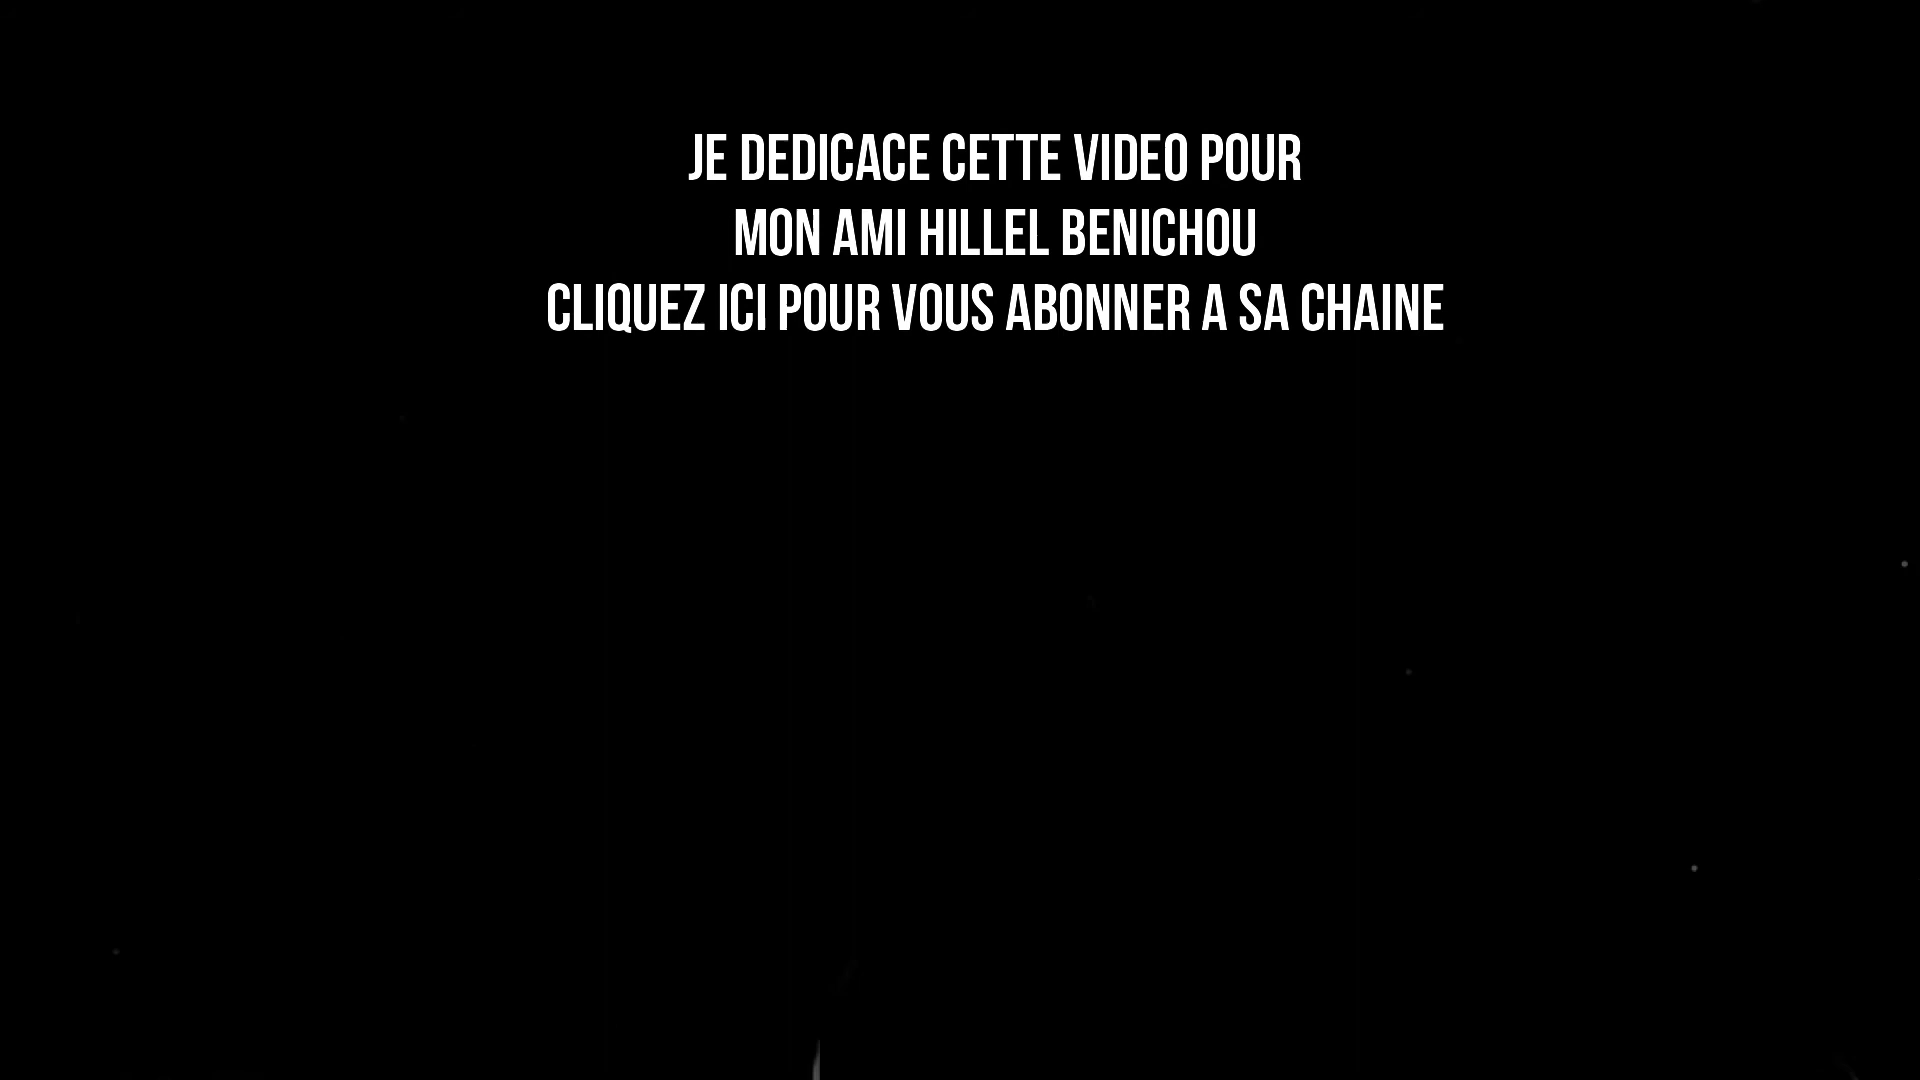 JE DEDICACE CETTE VIDEO POUR
MON AMI HILLEL BENICHOU
CLIQUEZ ICI POUR VOUS ABONNER A SA CHAINE